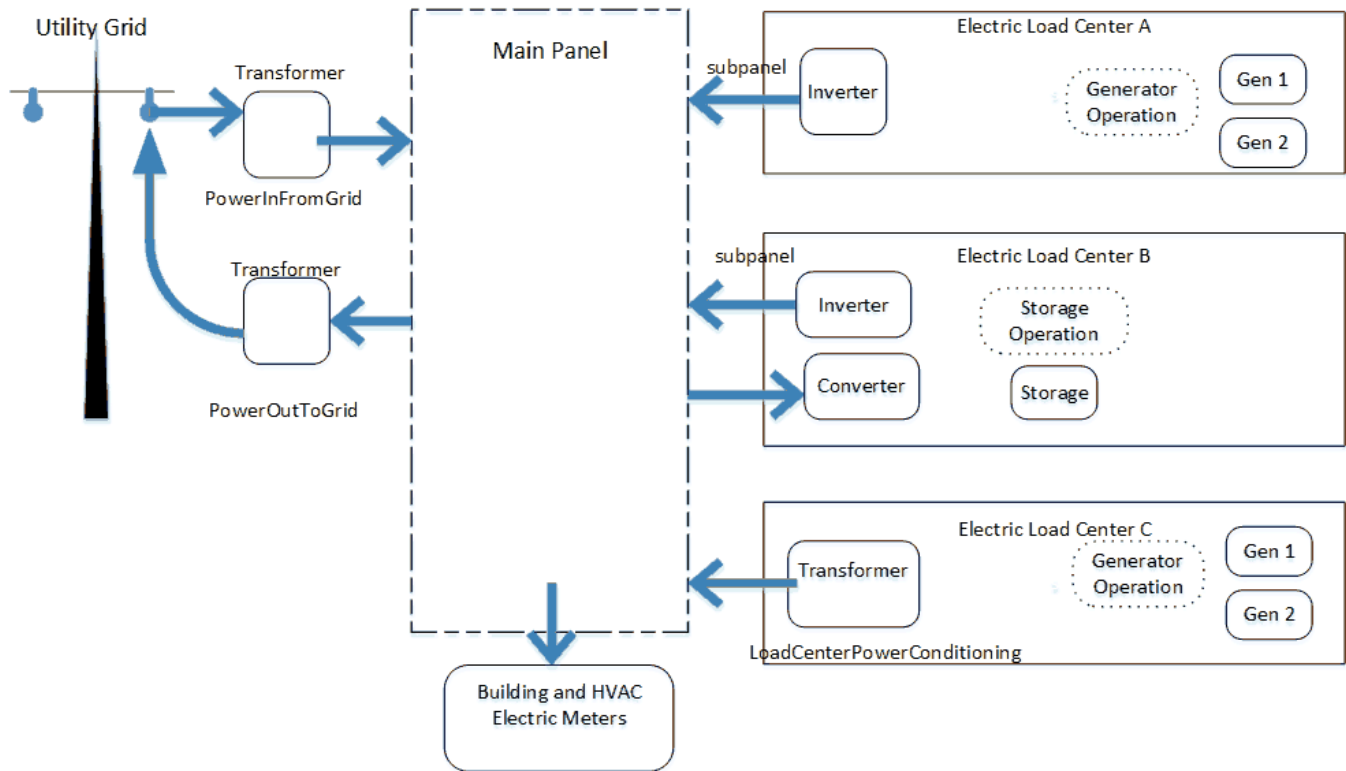 Utility Grid
Transformer
PowerInFromGrid
Transformer
PowerOutToGrid
Main Panel
Building and HVAC
Electric Meters
subpanel
Electric Load Center A
Inverter
Generator
Operation
Gen 1
Gen 2
subpanel
Electric Load Center B
Inverter
Storage
Operation
Converter
Storage
Electric Load Center C
Transformer
Generator
Operation
Gen 1
Gen 2
LoadCenterPowerConditioning